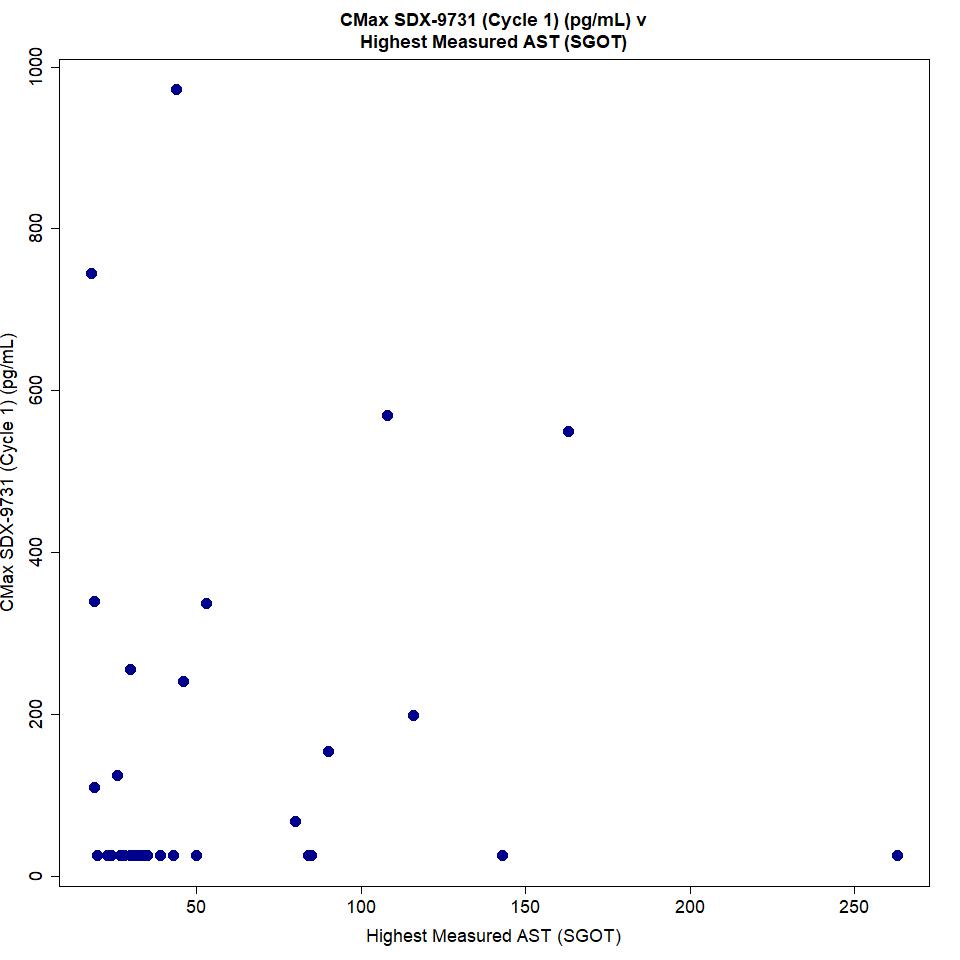 CMax SDX-9731 (Cycle 1) (pg/mL) v
Highest Measured AST (SGOT)
CMax SDX-9731 (Cycle 1) (pg/mL)
1000
800
600
400
200
0
50
100
150
200
250
Highest Measured AST (SGOT)